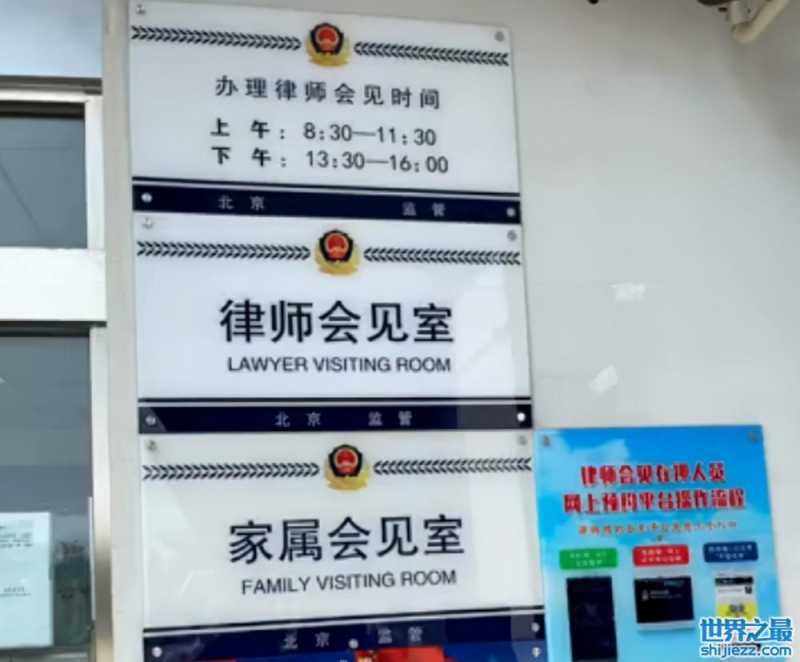 办理律师会见时间
上午：8:30—11:30
下午：13:30—16:00
北京 监管
律师会见室
LAWYER VISITING ROOM
北京 监管
家属会见室
FAMILY VISITING ROOM
北京 监管
律师会见在押人员
网上预约平台操作流程
世界之最
shijiezz.com